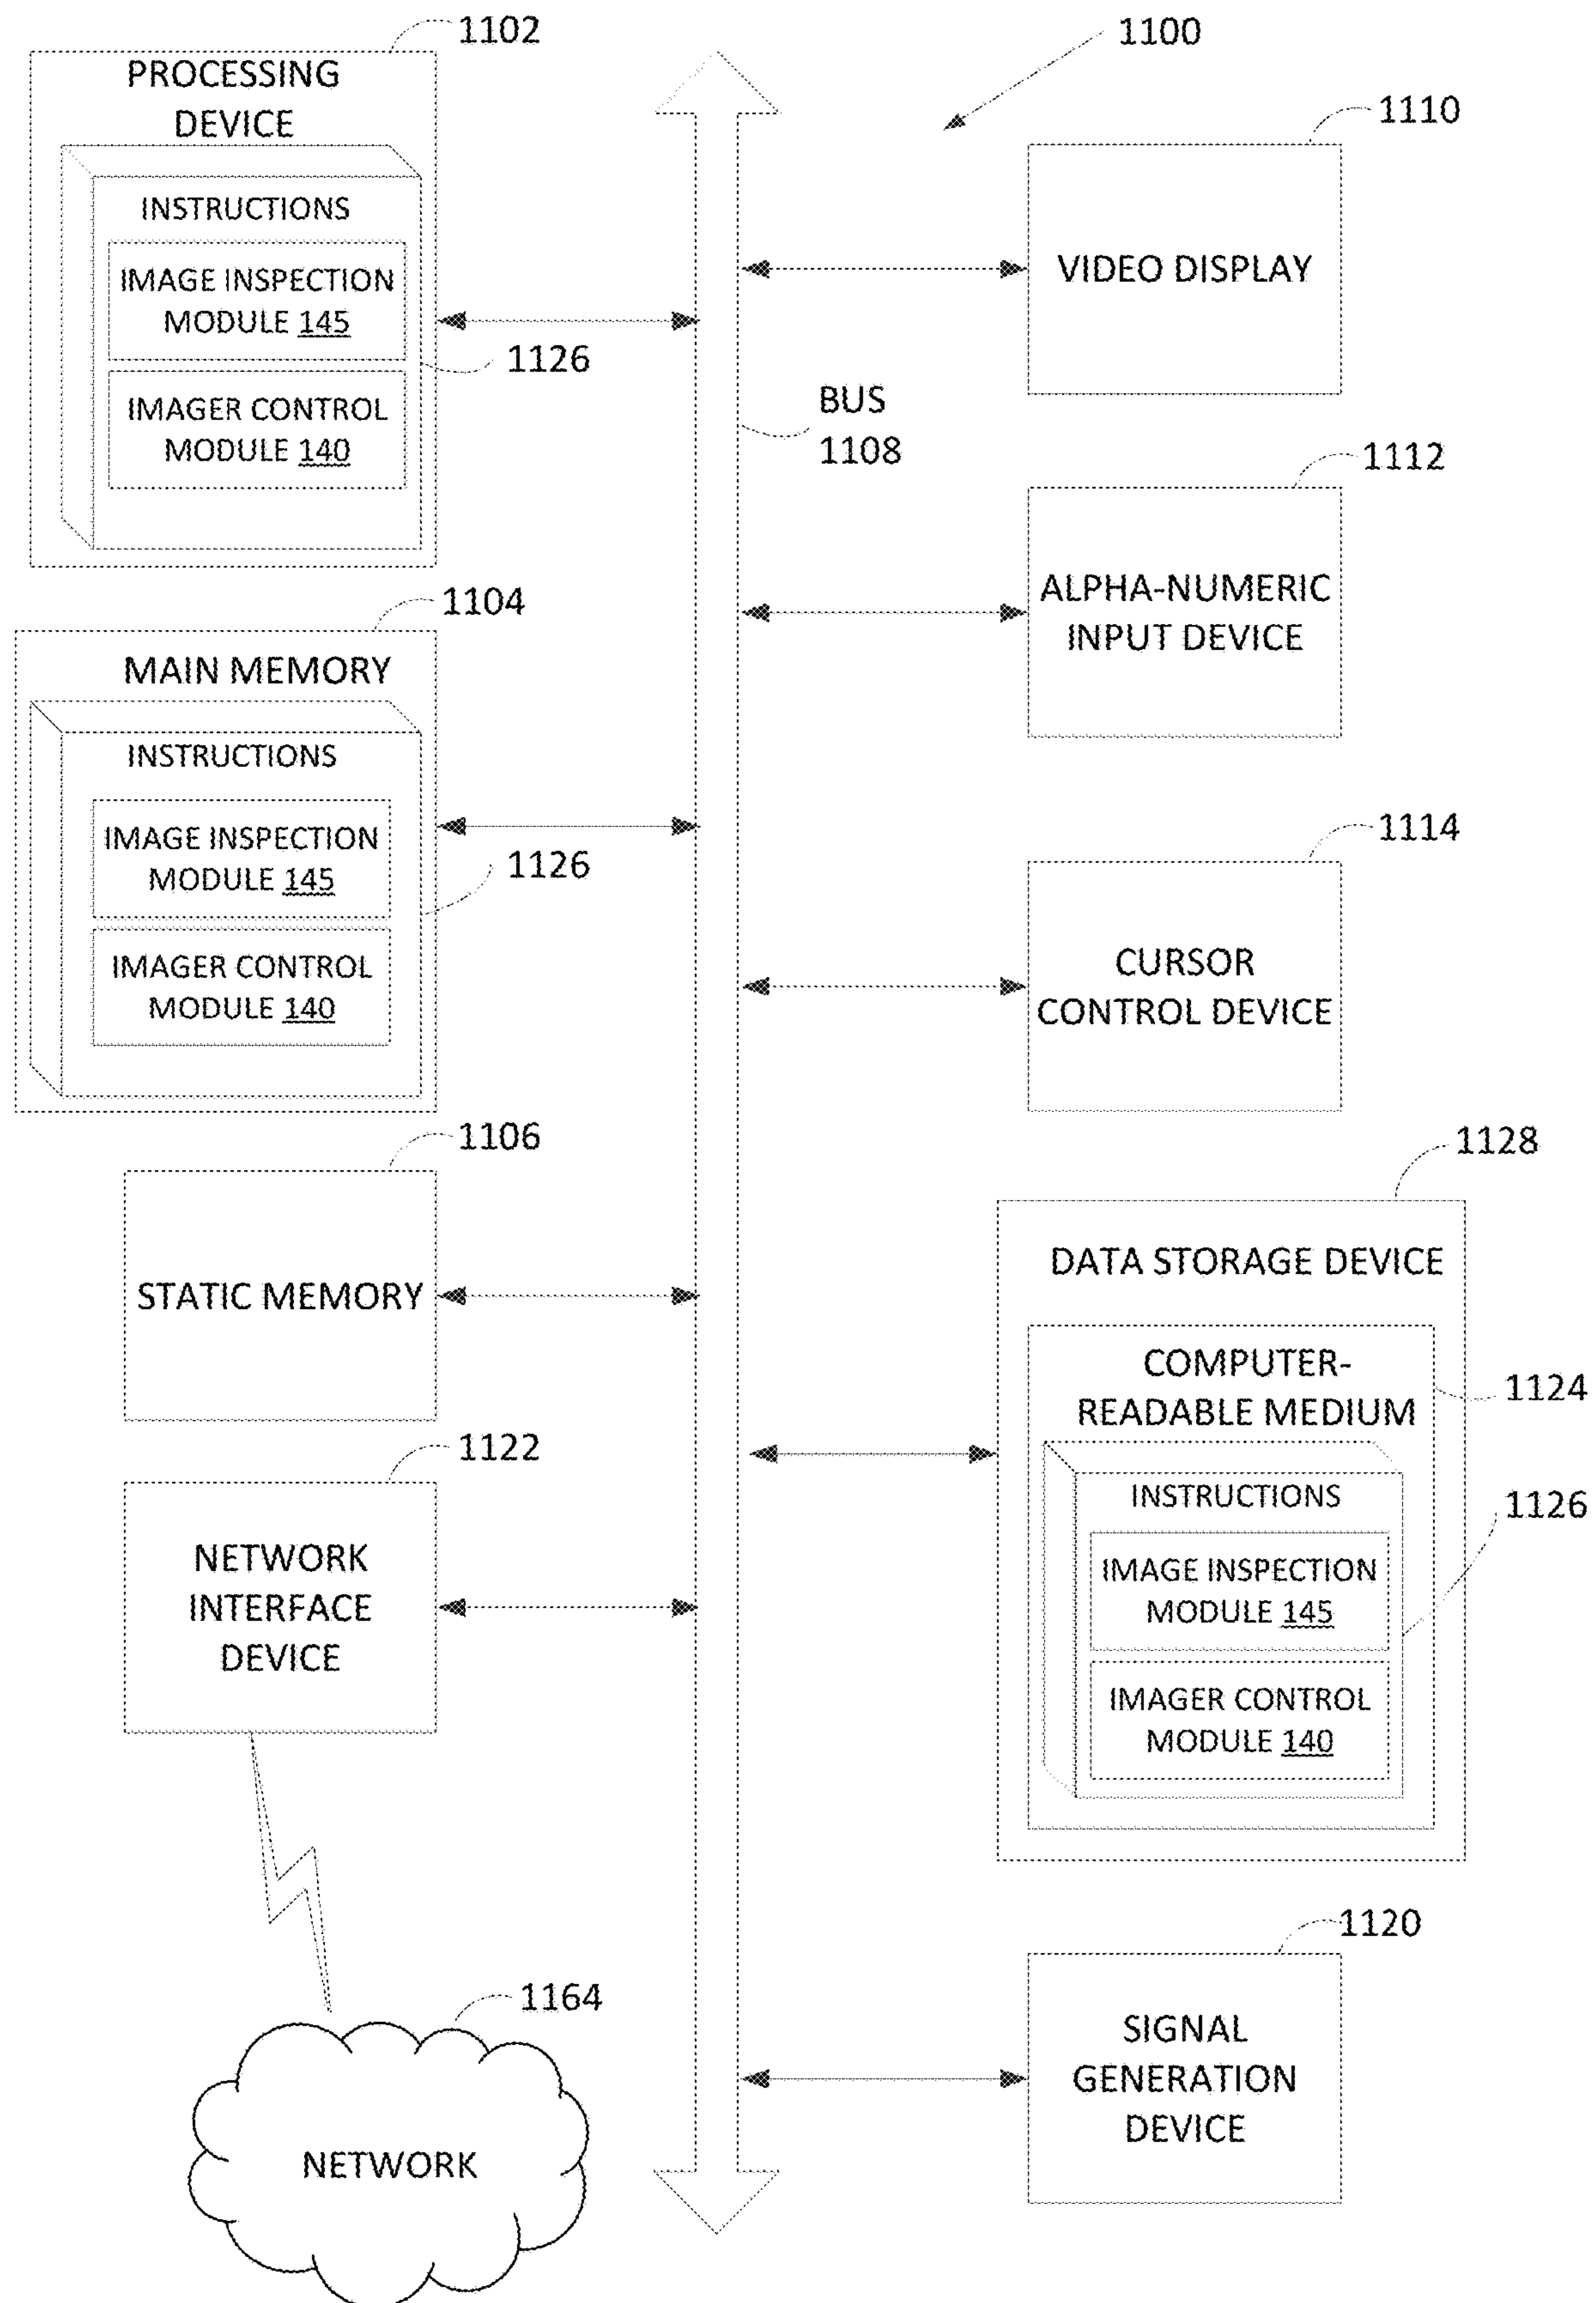 1102
PROCESSING
DEVICE
INSTRUCTIONS
IMAGE INSPECTION
MODULE 145
1126
IMAGER CONTROL
MODULE 140
1104
MAIN MEMORY
INSTRUCTIONS
IMAGE INSPECTION
MODULE 145
1126
IMAGER CONTROL
MODULE 140
1106
STATIC MEMORY
1122
NETWORK
INTERFACE
DEVICE
1164
NETWORK
BUS
1108
1100
1110
VIDEO DISPLAY
1112
ALPHA-NUMERIC
INPUT DEVICE
1114
CURSOR
CONTROL DEVICE
1128
DATA STORAGE DEVICE
COMPUTER-
READABLE MEDIUM
1124
INSTRUCTIONS
1126
IMAGE INSPECTION
MODULE 145
IMAGER CONTROL
MODULE 140
1120
SIGNAL
GENERATION
DEVICE